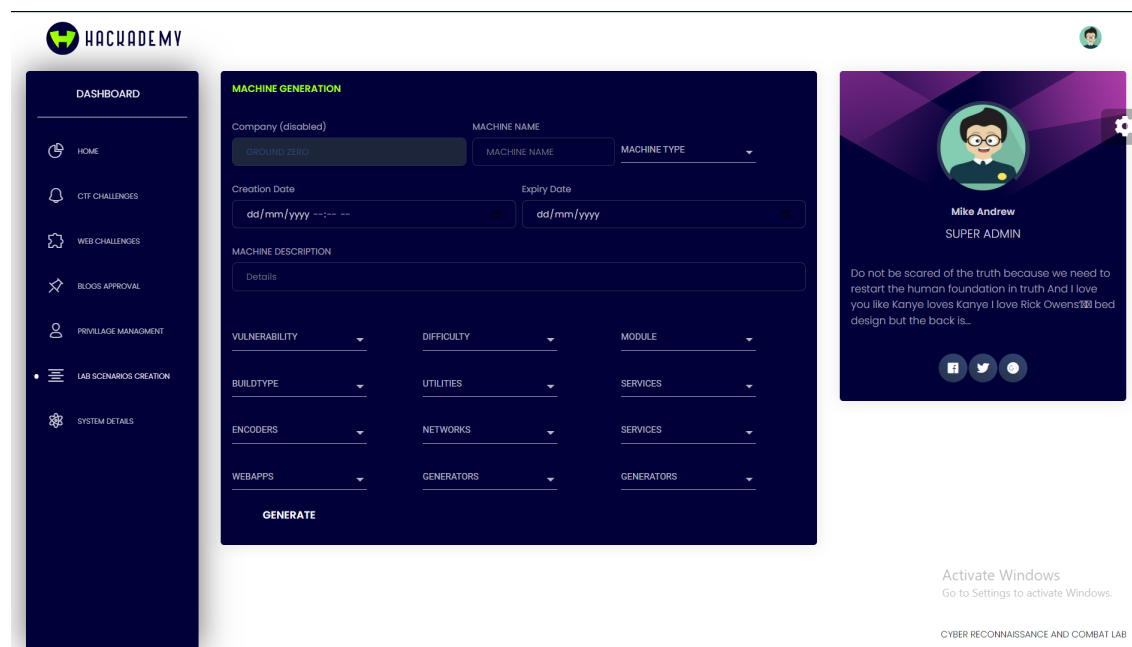 HACKADEMY
DASHBOARD
HOME
CTF CHALLENGES
WEB CHALLENGES
BLOGS APPROVAL
PRIVILLAGE MANAGMENT
LAB SCENARIOS CREATION
SYSTEM DETAILS
MACHINE GENERATION
Company (disabled) MACHINE NAME
GROUND ZERO MACHINE NAME MACHINE TYPE
Creation Date Expiry Date
dd/mm/yyyy --:-- -- dd/mm/yyyy
MACHINE DESCRIPTION
Details
VULNERABILITY DIFFICULTY MODULE
BUILDTYPE UTILITIES SERVICES
ENCODERS NETWORKS SERVICES
WEBAPPS GENERATORS GENERATORS
GENERATE
Mike Andrew
SUPER ADMIN
Do not be scared of the truth because we need to
restart the human foundation in truth And I love
you like Kanye loves Kanye I love Rick Owens' bed
design but the back is...
Activate Windows
Go to Settings to activate Windows.
CYBER RECONNAISSANCE AND COMBAT LAB